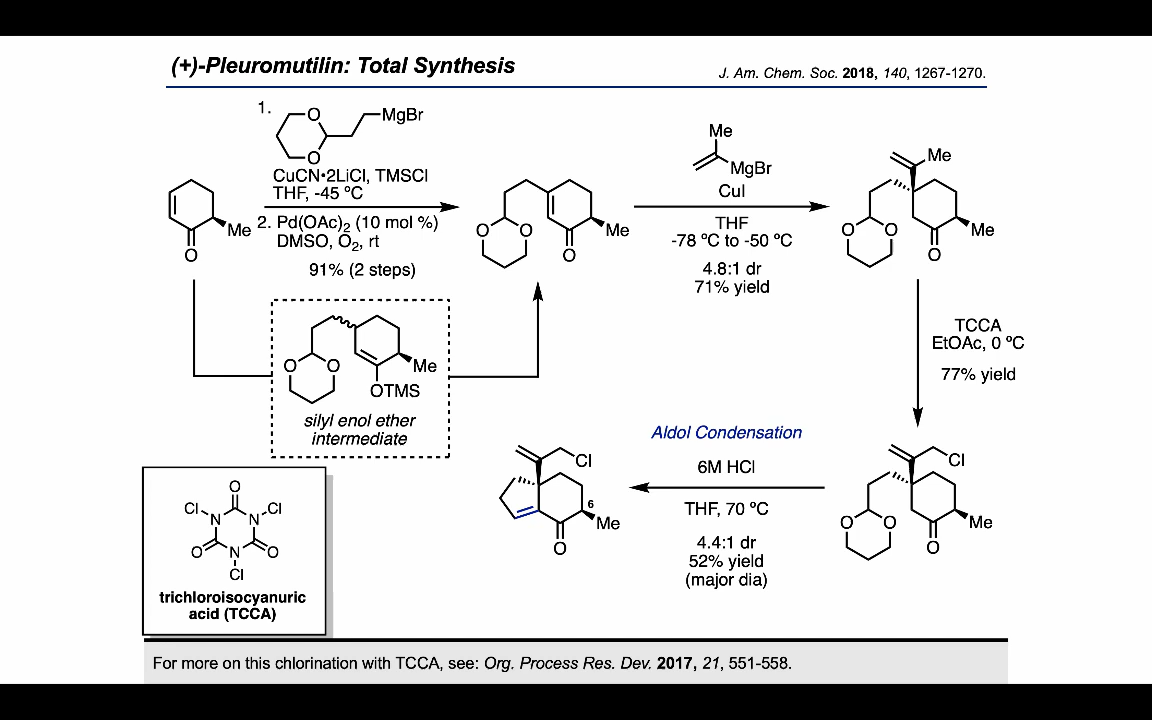 (+)-Pleuromutilin: Total Synthesis
J. Am. Chem. Soc. 2018, 140, 1267-1270.
1.
O
O
MgBr
CuCN•2LiCl, TMSCl
THF, -45 ºC
2. Pd(OAc)2 (10 mol %)
DMSO, O2, rt
91% (2 steps)
Me
O
O
O
Me
O
Me
MgBr
CuI
THF
-78 ºC to -50 ºC
4.8:1 dr
71% yield
Me
O
O
Me
O
TCCA
EtOAc, 0 ºC
77% yield
O
O
Me
OTMS
silyl enol ether
intermediate
Cl
O
O
Me
O
Aldol Condensation
6M HCl
THF, 70 ºC
4.4:1 dr
52% yield
(major dia)
Cl
6
Me
O
O
Cl
N
N
Cl
O
N
O
Cl
trichloroisocyanuric
acid (TCCA)
For more on this chlorination with TCCA, see: Org. Process Res. Dev. 2017, 21, 551-558.